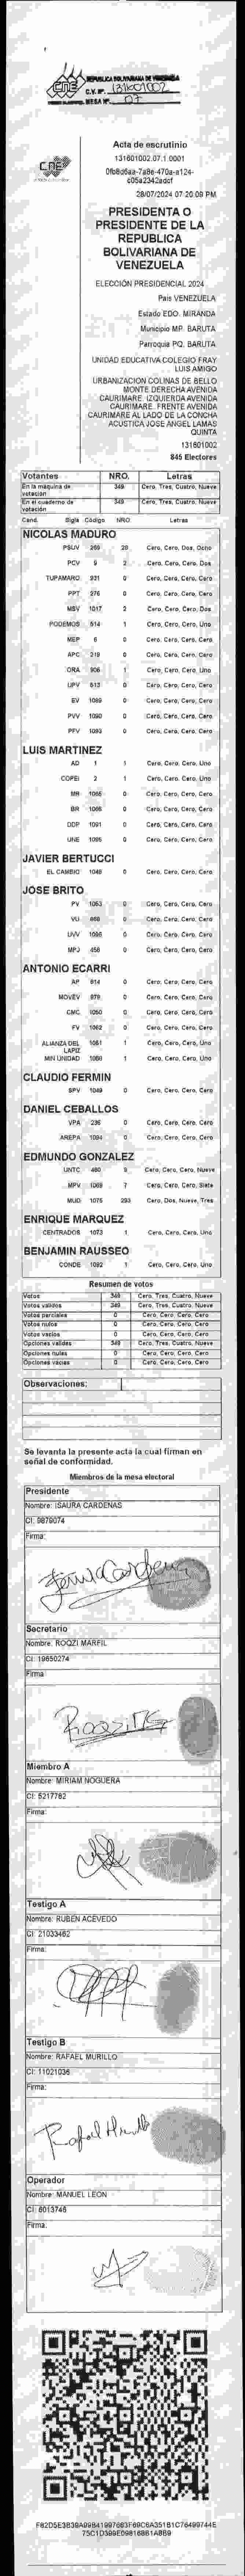 CNE
REPUBLICA BOLIVARIANA DE VENEZUELA
C.V. Nº. 131601002
MESA Nº 07
CNE
Acta de escrutinio
131601002.07.1.0001
28/07/2024 07:20:09 PM
PRESIDENTA O
PRESIDENTE DE LA
REPUBLICA
BOLIVARIANA DE
VENEZUELA
ELECCIÓN PRESIDENCIAL 2024
Pais VENEZUELA
Estado EDO. MIRANDA
Municipio MP. BARUTA
Parroquia PQ. BARUTA
UNIDAD EDUCATIVA COLEGIO FRAY
LUIS AMIGO
URBANIZACION COLINAS DE BELLO
MONTE DERECHA AVENIDA
CAURIMARE. IZQUIERDA AVENIDA
CAURIMARE. FRENTE AVENIDA
CAURIMARE AL LADO DE LA CONCHA
ACUSTICA JOSE ANGEL LAMAS
QUINTA
131601002
845 Electores
Votantes NRO. Letras
En la maquina de votacion 349 Cero, Tres, Cuatro, Nueve
En el cuaderno de votación 349 Cero, Tres, Cuatro, Nueve
Cand. Sigla Código NRO Letras
NICOLAS MADURO
PSUV 265 28 Cero, Cero, Dos, Ocho
PCV 9 2 Cero, Cero, Cero, Dos
TUPAMARO 931 0 Cero, Cero, Cero, Cero
PPT 276 0 Cero, Cero, Cero, Cero
MSV 1017 2 Cero, Cero, Cero, Dos
PODEMOS 514 1 Cero, Cero, Cero, Uno
MEP 6 0 Cero, Cero, Cero, Cero
APC 219 0 Cero, Cero, Cero, Cero
ORA 906 1 Cero, Cero, Cero, Uno
UPV 613 0 Cero, Cero, Cero, Cero
EV 1089 0 Cero, Cero, Cero, Cero
PVV 1090 0 Cero, Cero, Cero, Cero
PFV 1093 0 Cero, Cero, Cero, Cero
LUIS MARTINEZ
AD 1 1 Cero, Cero, Cero, Uno
COPEI 2 1 Cero, Cero, Cero, Uno
MR 1066 0 Cero, Cero, Cero, Cero
BR 1065 0 Cero, Cero, Cero, Cero
DDP 1091 0 Cero, Cero, Cero, Cero
UNE 1095 0 Cero, Cero, Cero, Cero
JAVIER BERTUCCI
EL CAMBIO 1048 0 Cero, Cero, Cero, Cero
JOSE BRITO
PV 1053 0 Cero, Cero, Cero, Cero
VU 868 0 Cero, Cero, Cero, Cero
UVV 1096 0 Cero, Cero, Cero, Cero
MPJ 458 0 Cero, Cero, Cero, Cero
ANTONIO ECARRI
AP 914 0 Cero, Cero, Cero, Cero
MOVEV 979 0 Cero, Cero, Cero, Cero
CMC 1050 0 Cero, Cero, Cero, Cero
FV 1062 0 Cero, Cero, Cero, Cero
ALIANZA DEL LAPIZ 1051 1 Cero, Cero, Cero, Uno
MIN UNIDAD 1058 1 Cero, Cero, Cero, Uno
CLAUDIO FERMIN
SPV 1049 0 Cero, Cero, Cero, Cero
DANIEL CEBALLOS
VPA 236 0 Cero, Cero, Cero, Cero
AREPA 1094 0 Cero, Cero, Cero, Cero
EDMUNDO GONZALEZ
UNTC 480 9 Cero, Cero, Cero, Nueve
MPV 1069 7 Cero, Cero, Cero, Siete
MUD 1075 293 Cero, Dos, Nueve, Tres
ENRIQUE MARQUEZ
CENTRADOS 1073 1 Cero, Cero, Cero, Uno
BENJAMIN RAUSSEO
CONDE 1092 1 Cero, Cero, Cero, Uno
Resumen de votos
Votos 349 Cero, Tres, Cuatro, Nueve
Votos validos 349 Cero, Tres, Cuatro, Nueve
Votos parciales 0 Cero, Cero, Cero, Cero
Votos nulos 0 Cero, Cero, Cero, Cero
Votos vacios 0 Cero, Cero, Cero, Cero
Opciones validas 349 Cero, Tres, Cuatro, Nueve
Opciones nulas 0 Cero, Cero, Cero, Cero
Opciones vacias 0 Cero, Cero, Cero, Cero
Observaciones:
Se levanta la presente acta la cual firman en
señal de conformidad.
Miembros de la mesa electoral
Presidente
Nombre: ISAURA CARDENAS
CI: 9879074
Firma:
Secretario
Nombre: ROQZI MARFIL
CI: 19650274
Firma:
Roqzi M
Miembro A
Nombre: MIRIAM NOGUERA
CI: 5217782
Firma:
Testigo A
Nombre: RUBEN ACEVEDO
CI: 21033462
Firma:
Testigo B
Nombre: RAFAEL MURILLO
CI: 11021036
Firma:
Rafael Murillo
Operador
Nombre: MANUEL LEON
CI: 6013746
Firma: